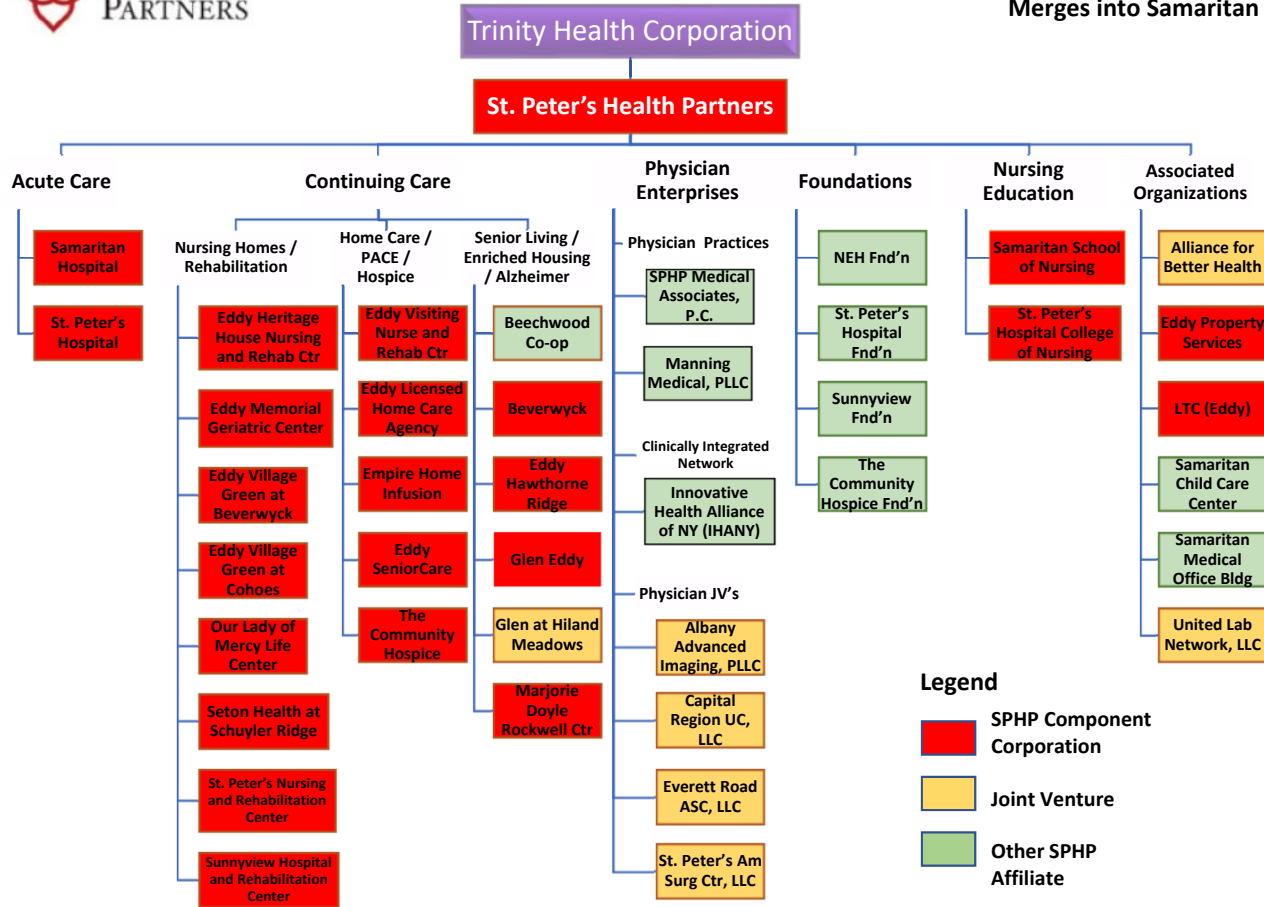 PARTNERS
Merges into Samaritan
Trinity Health Corporation
St. Peter's Health Partners
Acute Care
Samaritan
Hospital
St. Peter's
Hospital
Continuing Care
Nursing Homes /
Rehabilitation
Eddy Heritage
House Nursing
and Rehab Ctr
Eddy Memorial
Geriatric Center
Eddy Village
Green at
Beverwyck
Eddy Village
Green at
Cohoes
Our Lady of
Mercy Life
Center
Seton Health at
Schuyler Ridge
St. Peter's Nursing
and Rehabilitation
Center
Sunnyview Hospital
and Rehabilitation
Center
Home Care /
PACE /
Hospice
Eddy Visiting
Nurse and
Rehab Ctr
Eddy Licensed
Home Care
Agency
Empire Home
Infusion
Eddy
SeniorCare
The
Community
Hospice
Senior Living /
Enriched Housing
/ Alzheimer
Beechwood
Co-op
Beverwyck
Eddy
Hawthorne
Ridge
Glen Eddy
Glen at Hiland
Meadows
Marjorie
Doyle
Rockwell Ctr
Physician
Enterprises
Physician Practices
SPHP Medical
Associates,
P.C.
Manning
Medical, PLLC
Clinically Integrated
Network
Innovative
Health Alliance
of NY (IHANY)
Physician JV's
Albany
Advanced
Imaging, PLLC
Capital
Region UC,
LLC
Everett Road
ASC, LLC
St. Peter's Am
Surg Ctr, LLC
Foundations
NEH Fnd'n
St. Peter's
Hospital
Fnd'n
Sunnyview
Fnd'n
The
Community
Hospice Fnd'n
Nursing
Education
Samaritan School
of Nursing
St. Peter's
Hospital College
of Nursing
Associated
Organizations
Alliance for
Better Health
Eddy Property
Services
LTC (Eddy)
Samaritan
Child Care
Center
Samaritan
Medical
Office Bldg
United Lab
Network, LLC
Legend
SPHP Component
Corporation
Joint Venture
Other SPHP
Affiliate